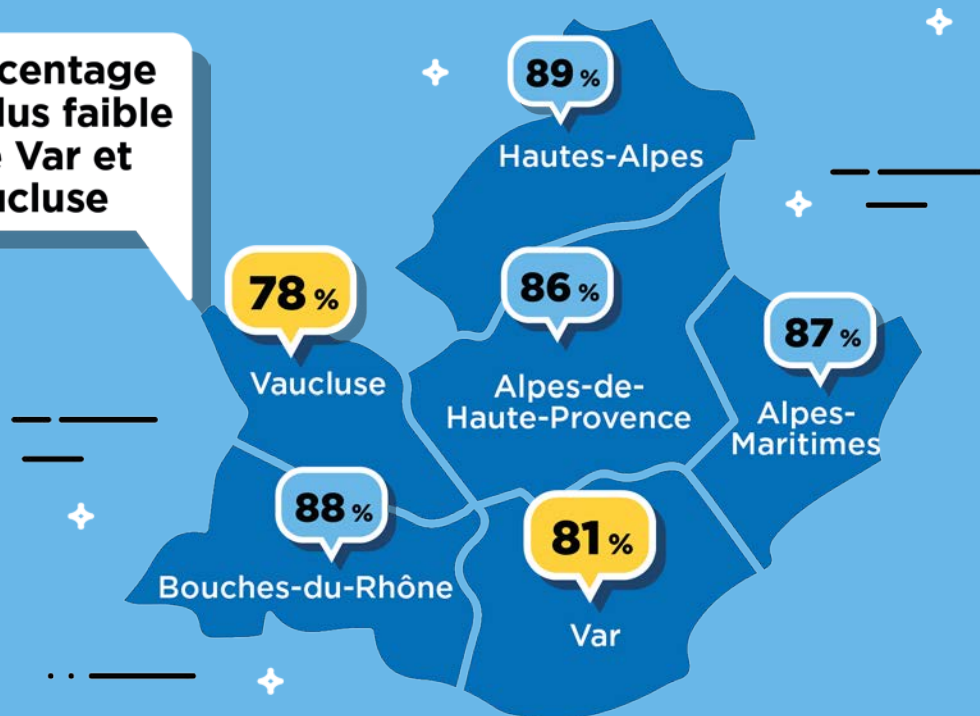 centage
lus faible
Var et
ucluse
89 %
Hautes-Alpes
78 %
Vaucluse
86 %
Alpes-de-
Haute-Provence
87 %
Alpes-
Maritimes
88 %
Bouches-du-Rhône
81 %
Var